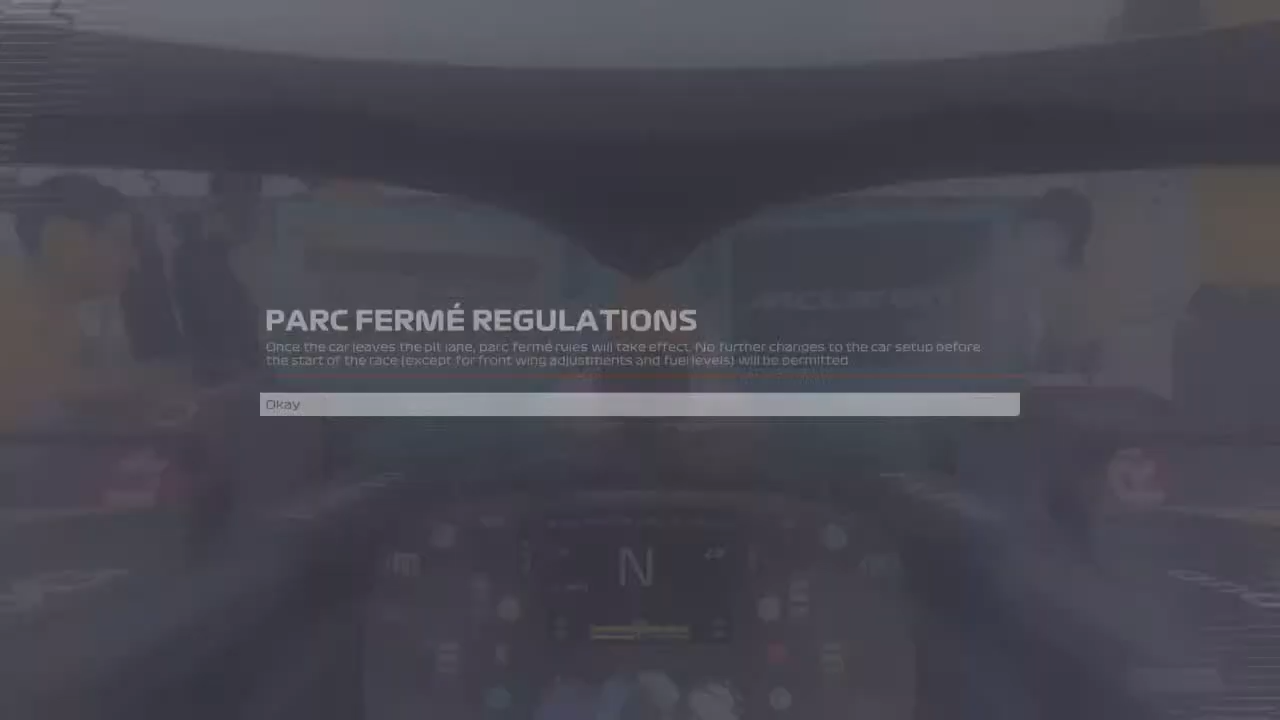 PARC FERMÉ REGULATIONS
Once the car leaves the pit lane, parc fermé rules will take effect. No further changes to the car setup before
the start of the race (except for front wing adjustments and fuel levels) will be permitted.
Okay
N